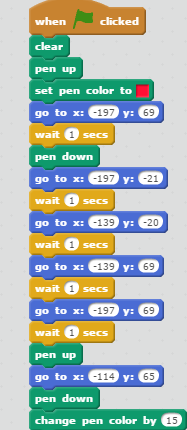 when clicked
clear
pen up
set pen color to
go to x: -197 y: 69
wait 1 secs
pen down
go to x: -197 y: -21
wait 1 secs
go to x: -139 y: -20
wait 1 secs
go to x: -139 y: 69
wait 1 secs
go to x: -197 y: 69
wait 1 secs
pen up
go to x: -114 y: 65
pen down
change pen color by 15